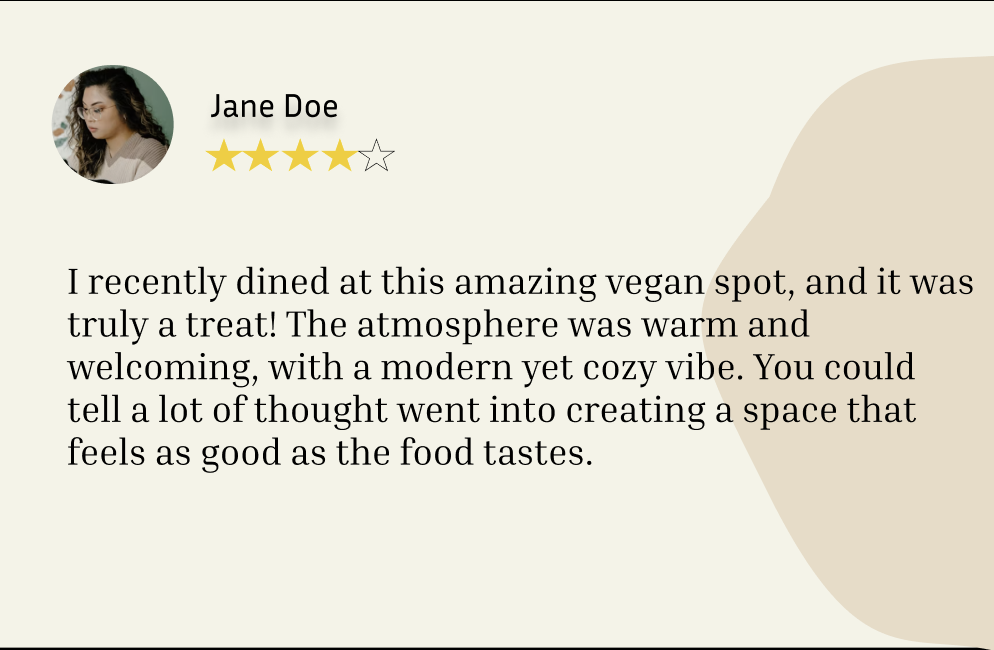 Jane Doe
I recently dined at this amazing vegan spot, and it was
truly a treat! The atmosphere was warm and
welcoming, with a modern yet cozy vibe. You could
tell a lot of thought went into creating a space that
feels as good as the food tastes.